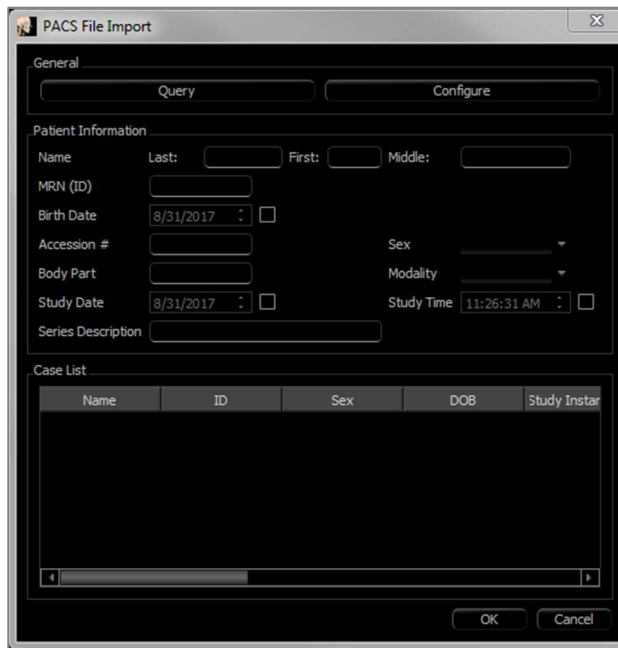 PACS File Import
General
Query Configure
Patient Information
Name Last: First: Middle:
MRN (ID)
Birth Date 8/31/2017
Accession # Sex
Body Part Modality
Study Date 8/31/2017 Study Time 11:26:31 AM
Series Description
Case List
Name ID Sex DOB Study Instar
OK Cancel